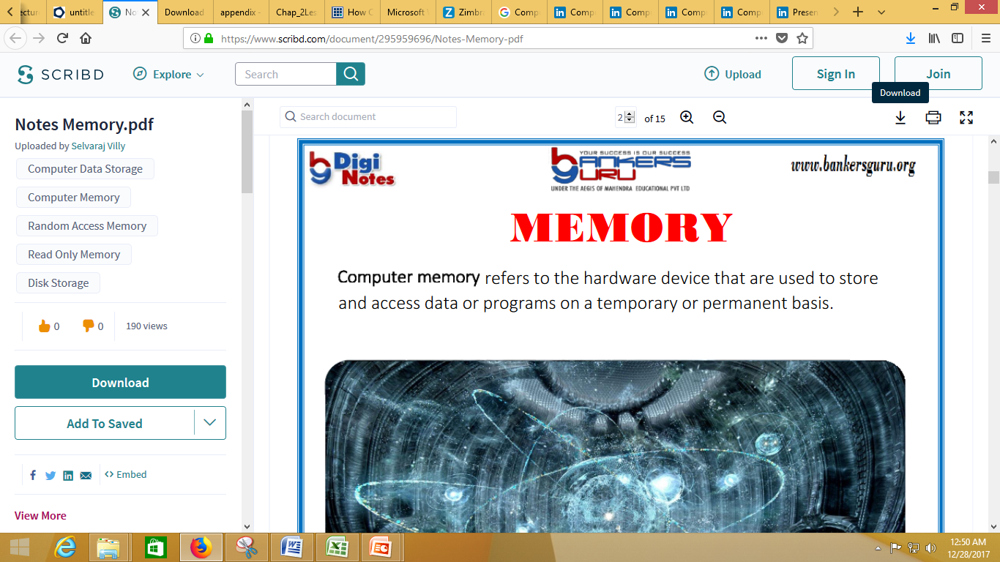 ecture
untitle
No
Download
appendix -
Chap_2Les
How C
Microsoft
Zimbra
Comp
Comp
Comp
Comp
Comp
Presen
https://www.scribd.com/document/295959696/Notes-Memory-pdf
SCRIBD
Explore
Search
Upload
Sign In
Join
Download
Notes Memory.pdf
Uploaded by Selvaraj Villy
Computer Data Storage
Computer Memory
Random Access Memory
Read Only Memory
Disk Storage
0
0
190 views
Download
Add To Saved
Embed
View More
Search document
2 of 15
Digi
Notes
YOUR SUCCESS IS OUR SUCCESS
BANKERS
GURU
UNDER THE AEGIS OF MAHENDRA EDUCATIONAL PVT LTD
www.bankersguru.org
MEMORY
Computer memory refers to the hardware device that are used to store
and access data or programs on a temporary or permanent basis.
12:50 AM
12/28/2017